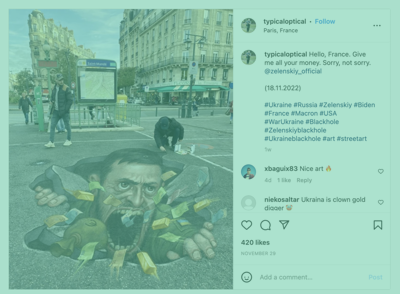 typicaloptical • Follow
Paris, France
typicaloptical Hello, France. Give
me all your money. Sorry, not sorry.
@zelenskiy_official
(18.11.2022)
#Ukraine #Russia #Zelenskiy #Biden
#France #Macron #USA
#WarUkraine #Blackhole
#Zelenskiyblackhole
#Ukraineblackhole #art #streetart
1w
xbaguix83 Nice art 🔥
4d 1 like Reply
niekosaltar Ukraina is clown gold
digger
420 likes
NOVEMBER 29
Add a comment...
Post